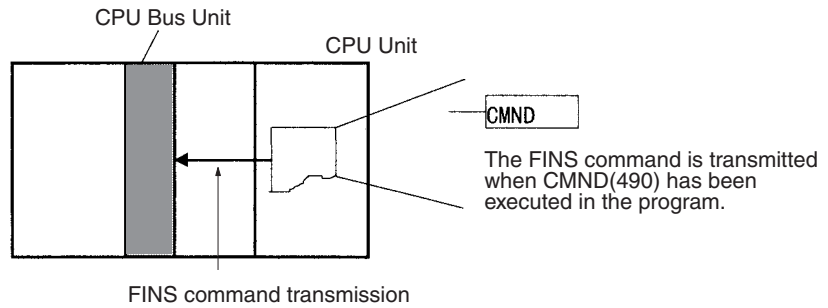 CPU Bus Unit
CPU Unit
CMND
The FINS command is transmitted
when CMND(490) has been
executed in the program.
FINS command transmission